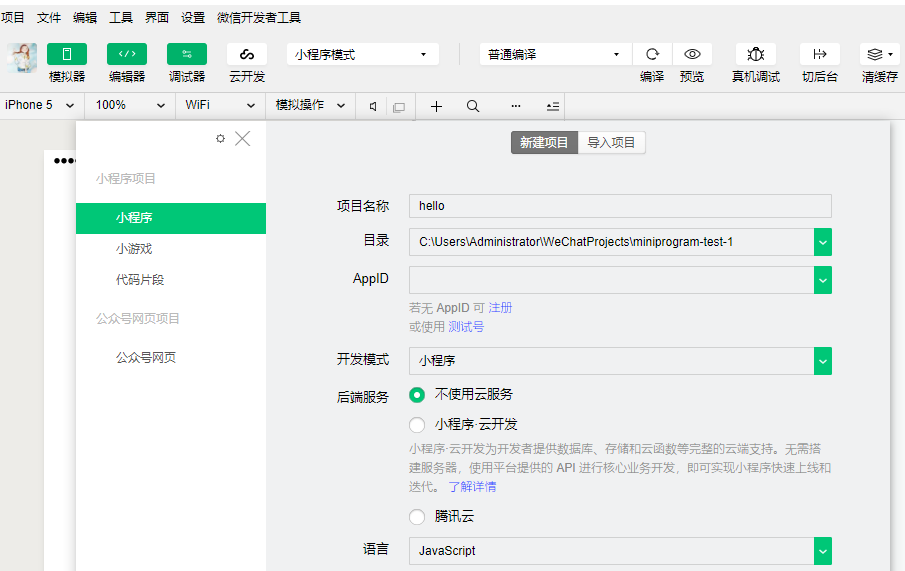 项目 文件 编辑 工具 界面 设置 微信开发者工具
小程序模式 普通编译
模拟器 编辑器 调试器 云开发 编译 预览 真机调试 切后台 清缓存
iPhone 5 100% WiFi 模拟操作
新建项目 导入项目
小程序项目
小程序
小游戏
代码片段
公众号网页项目
公众号网页
项目名称 hello
目录 C:\Users\Administrator\WeChatProjects\miniprogram-test-1
AppID
若无 AppID 可 注册
或使用 测试号
开发模式 小程序
后端服务 不使用云服务
小程序·云开发
小程序·云开发为开发者提供数据库、存储和云函数等完整的云端支持。无需搭
建服务器，使用平台提供的 API 进行核心业务开发，即可实现小程序快速上线和
迭代。 了解详情
腾讯云
语言 JavaScript